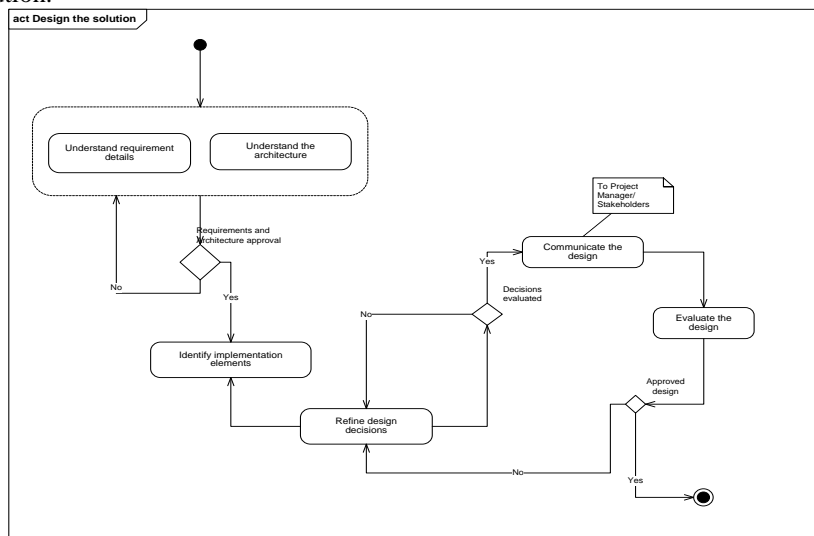 act Design the solution
Understand requirement
details
Understand the
architecture
To Project
Manager/
Stakeholders
Requirements and
Architecture approval
Communicate the
design
No
Yes
Yes
Decisions
evaluated
No
Evaluate the
design
Identify implementation
elements
Approved
design
Refine design
decisions
No
Yes